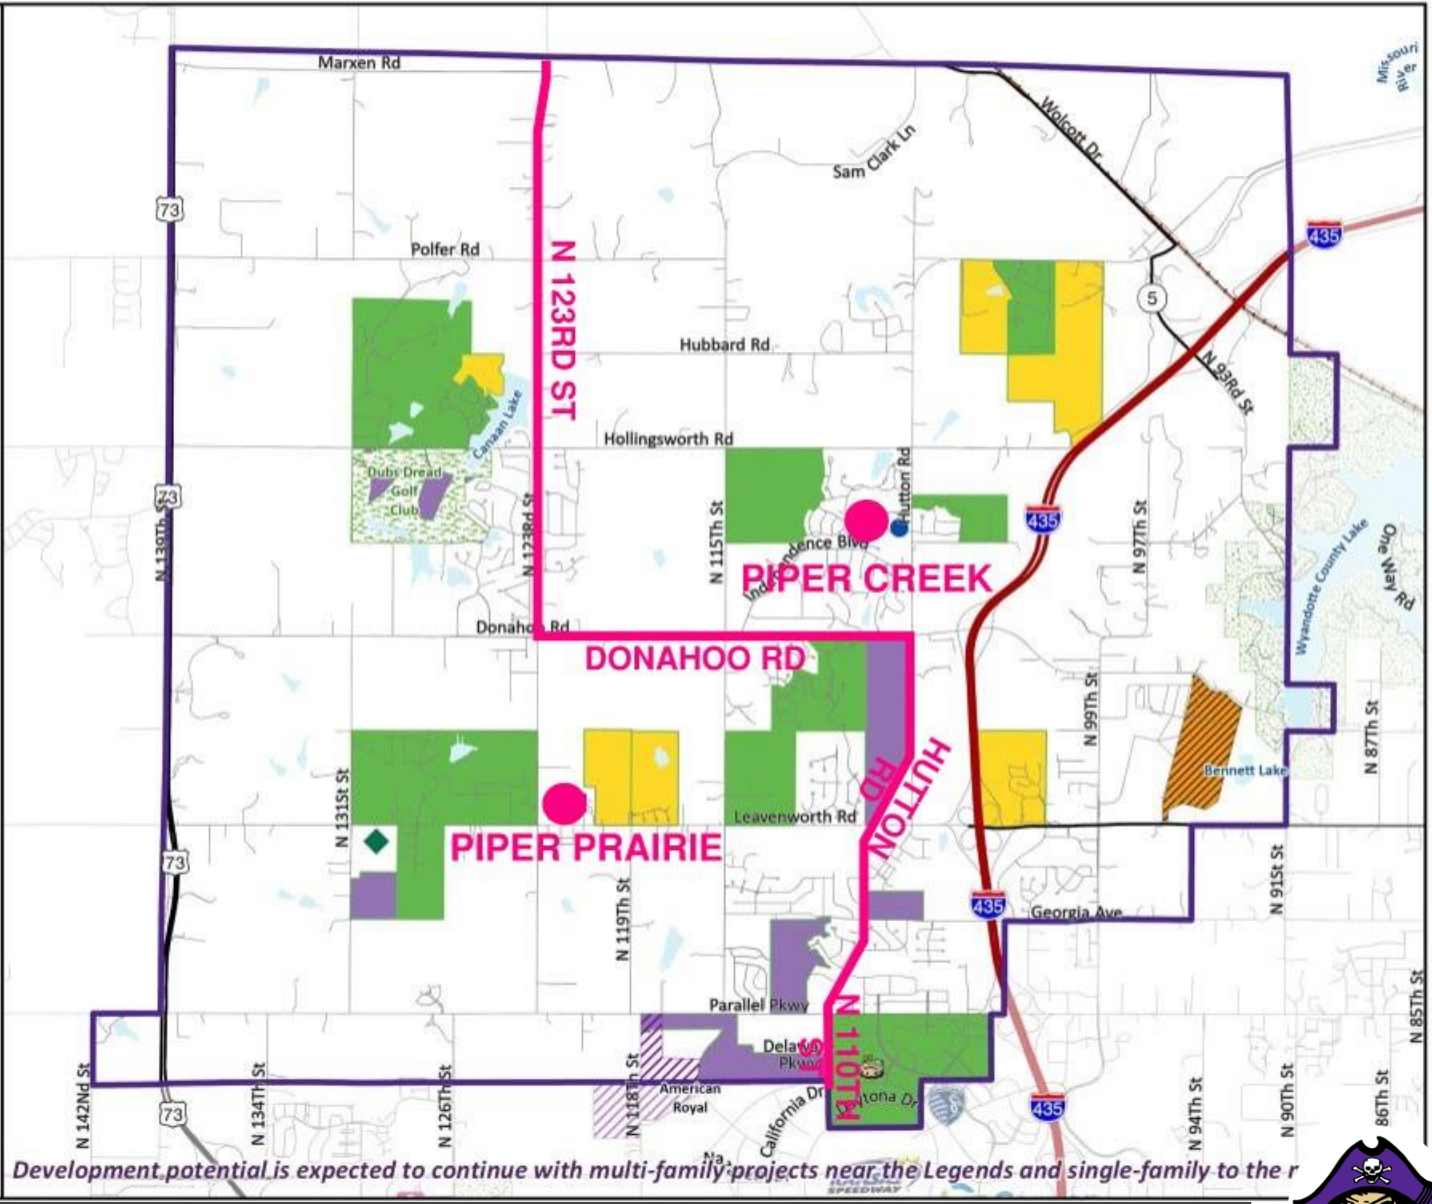 Missouri
River
Marxen Rd
Wolcott Dr
Sam Clark Ln
73
435
Polfer Rd
5
N 123RD ST
Hubbard Rd
N 93Rd St
Canaan Lake
Hollingsworth Rd
Dubs Dread
Golf
Club
Hutton Rd
73
N 139Th St
N 123Rd St
N 115Th St
435
N 97Th St
One Way Rd
Wyandotte County Lake
Independence Blvd
PIPER CREEK
Donahoo Rd
DONAHOO RD
N 99Th St
N 87Th St
HUTTON
RD
Bennett Lake
N 131St St
Leavenworth Rd
PIPER PRAIRIE
73
N 119Th St
435
Georgia Ave
N 91St St
Parallel Pkwy
N 110TH
ST
N 85Th St
Pkwy
N 142Nd St
N 134Th St
N 126Th St
N 118Th St
American
Royal
California Dr
N 94Th St
N 90Th St
86Th St
73
435
Development potential is expected to continue with multi-family projects near the Legends and single-family to the
SPEEDWAY